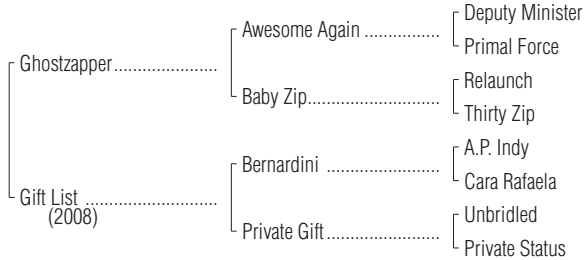 Deputy Minister
Awesome Again ..................
Primal Force
Ghostzapper.........................
Relaunch
Baby Zip................................
Thirty Zip
A.P. Indy
Bernardini ...........................
Cara Rafaela
Gift List ................................
(2008)
Unbridled
Private Gift...........................
Private Status